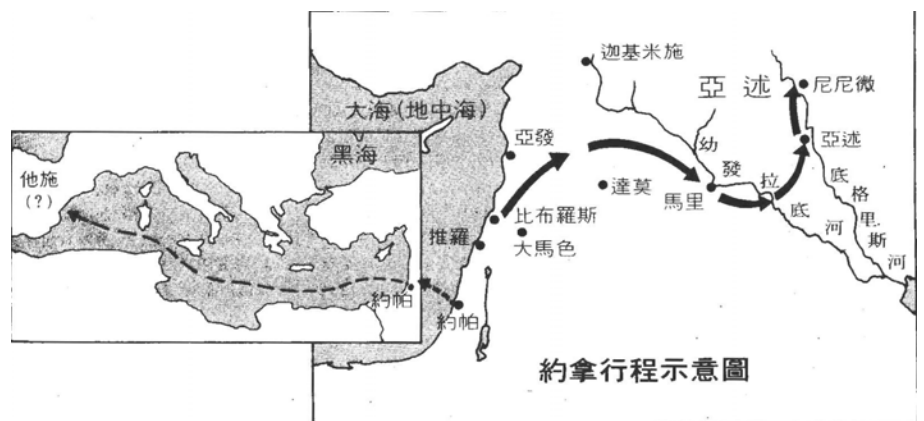 迦基米施
亞述
尼尼微
大海(地中海)
黑海
亞發
亞述
幼發拉底河
底格里斯河
他施
(?)
達莫
馬里
比布羅斯
推羅
大馬色
約帕
約帕
約拿行程示意圖